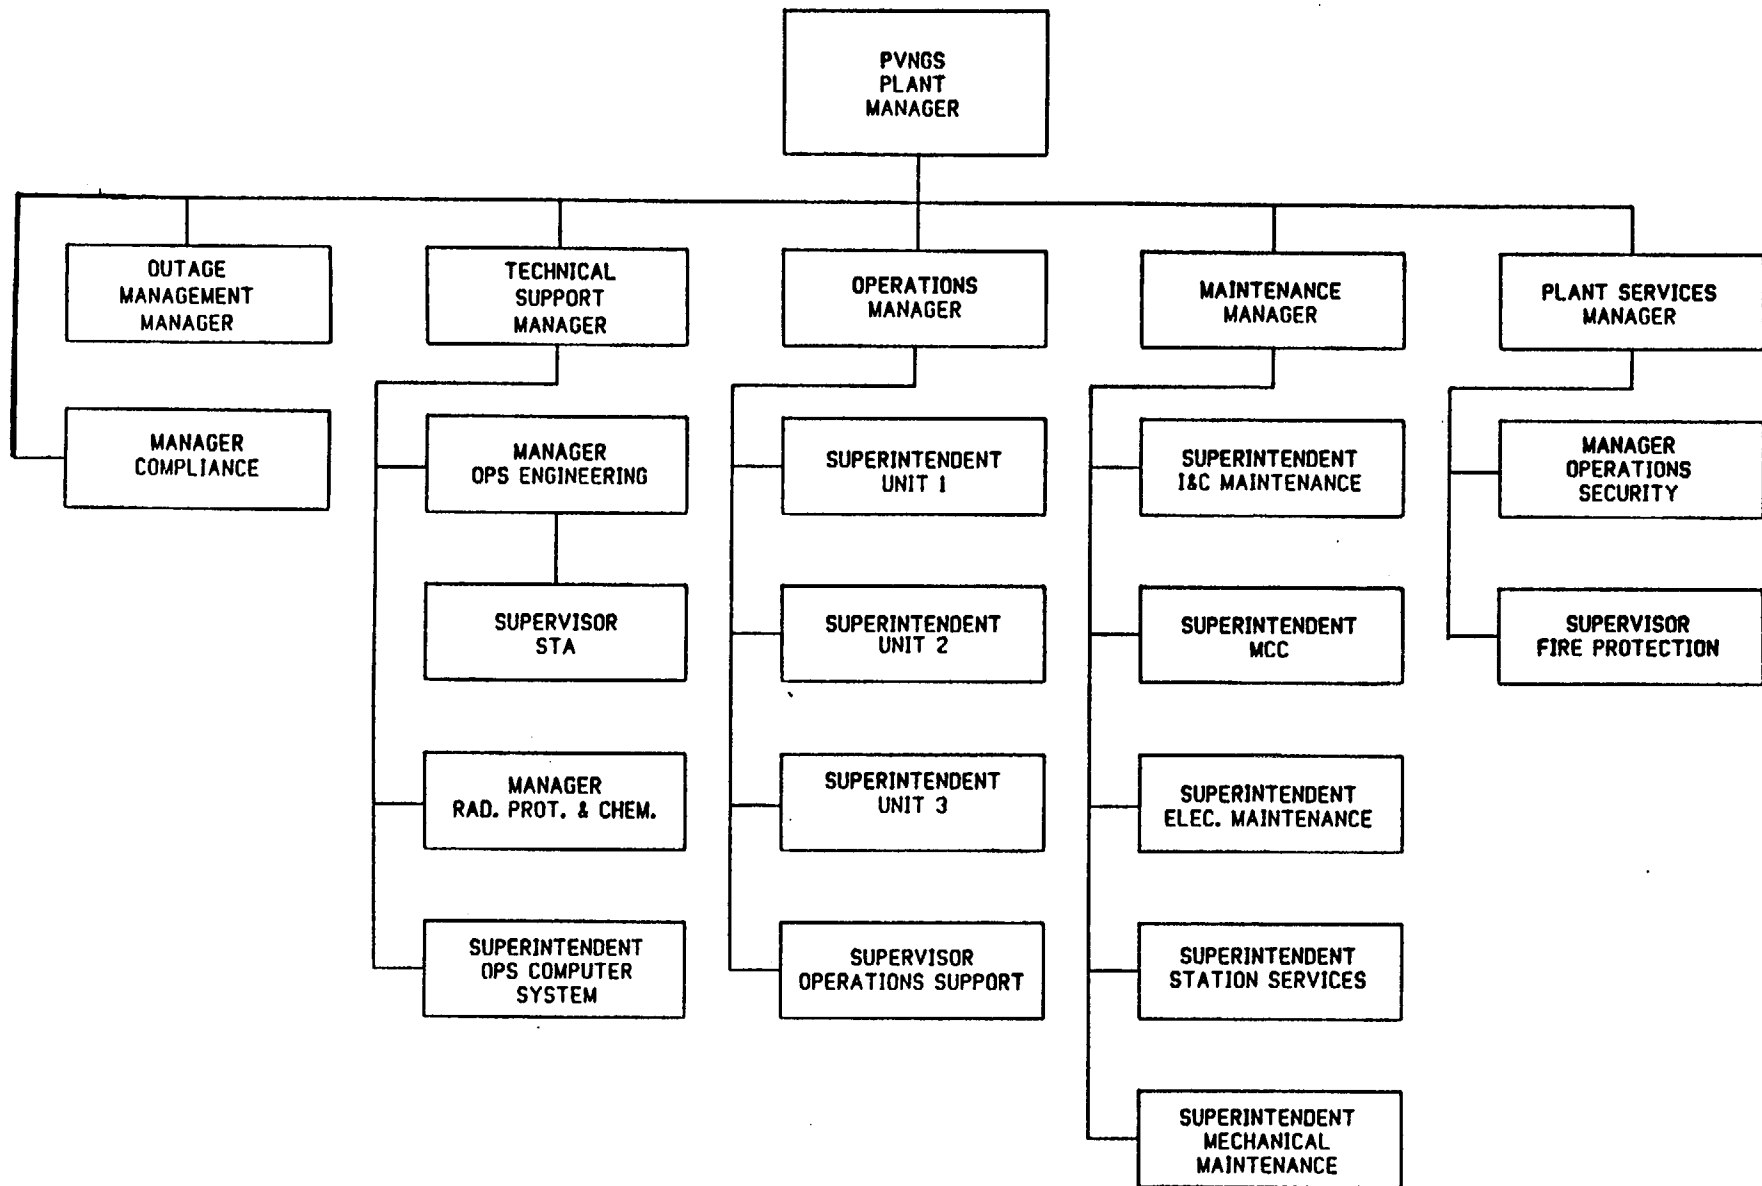 PVNGS
PLANT
MANAGER
OUTAGE
MANAGEMENT
MANAGER
TECHNICAL
SUPPORT
MANAGER
OPERATIONS
MANAGER
MAINTENANCE
MANAGER
PLANT SERVICES
MANAGER
MANAGER
COMPLIANCE
MANAGER
OPS ENGINEERING
SUPERINTENDENT
UNIT 1
SUPERINTENDENT
I&C MAINTENANCE
MANAGER
OPERATIONS
SECURITY
SUPERVISOR
STA
SUPERINTENDENT
UNIT 2
SUPERINTENDENT
MCC
SUPERVISOR
FIRE PROTECTION
MANAGER
RAD. PROT. & CHEM.
SUPERINTENDENT
UNIT 3
SUPERINTENDENT
ELEC. MAINTENANCE
SUPERINTENDENT
OPS COMPUTER
SYSTEM
SUPERVISOR
OPERATIONS SUPPORT
SUPERINTENDENT
STATION SERVICES
SUPERINTENDENT
MECHANICAL
MAINTENANCE